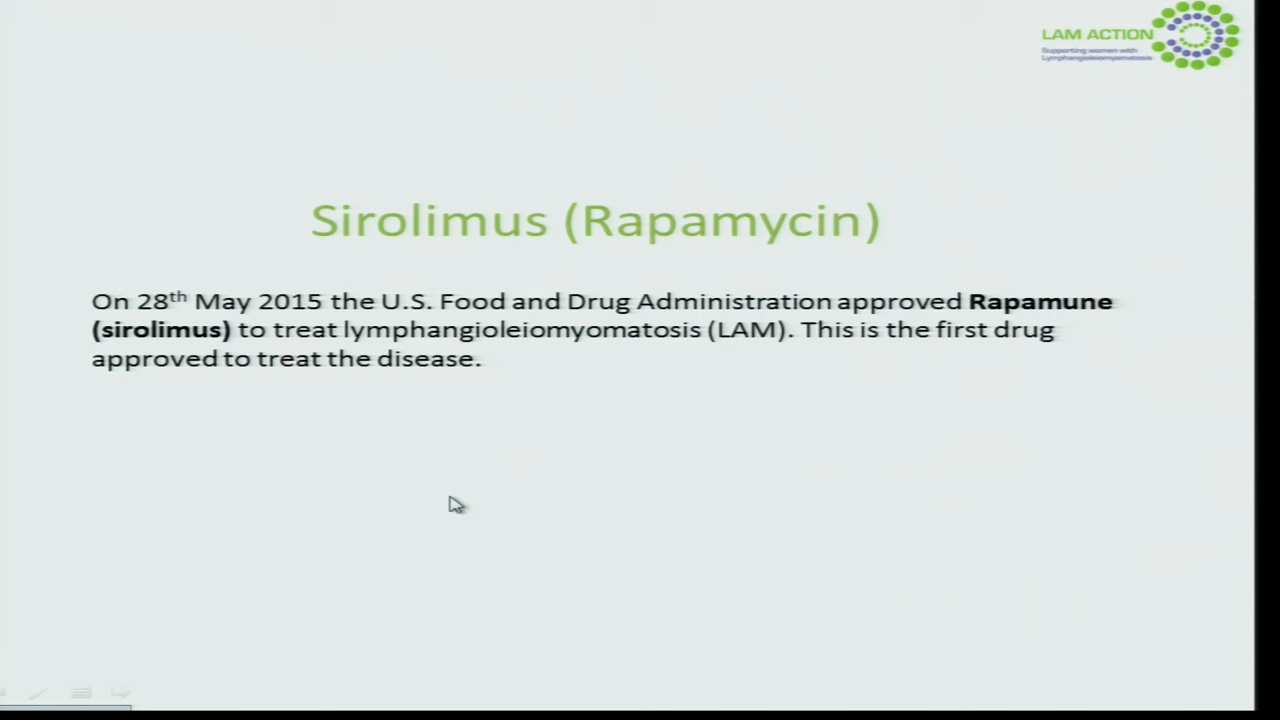 LAM ACTION
Supporting women with
Lymphangioleiomyomatosis
Sirolimus (Rapamycin)
On 28th May 2015 the U.S. Food and Drug Administration approved Rapamune
(sirolimus) to treat lymphangioleiomyomatosis (LAM). This is the first drug
approved to treat the disease.